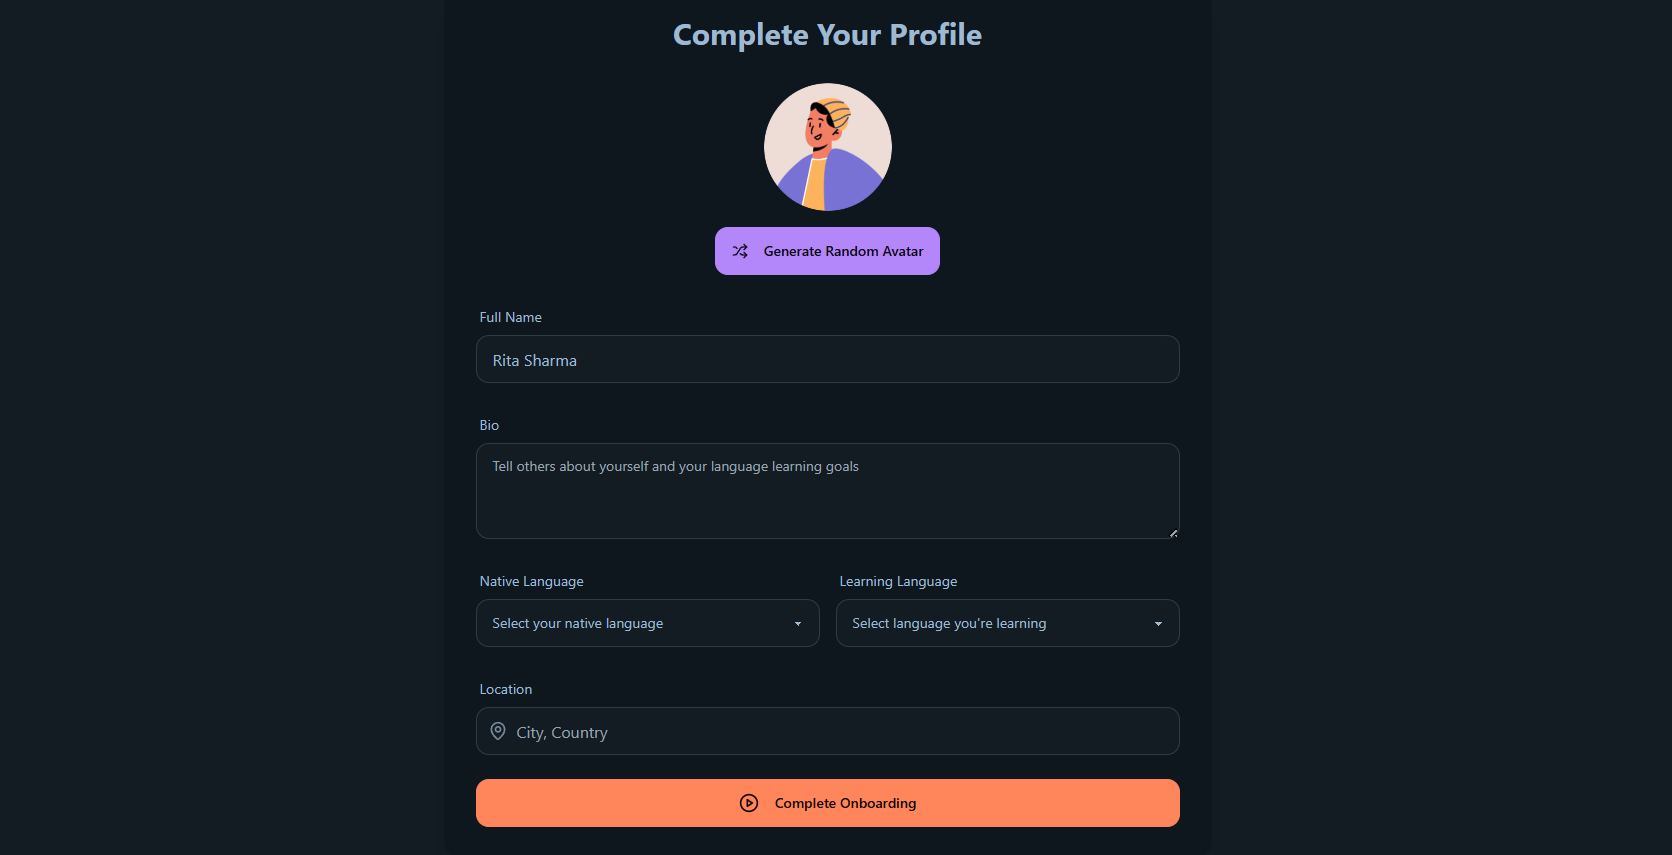 Complete Your Profile
Generate Random Avatar
Full Name
Rita Sharma
Bio
Tell others about yourself and your language learning goals
Native Language
Select your native language
Learning Language
Select language you're learning
Location
City, Country
Complete Onboarding